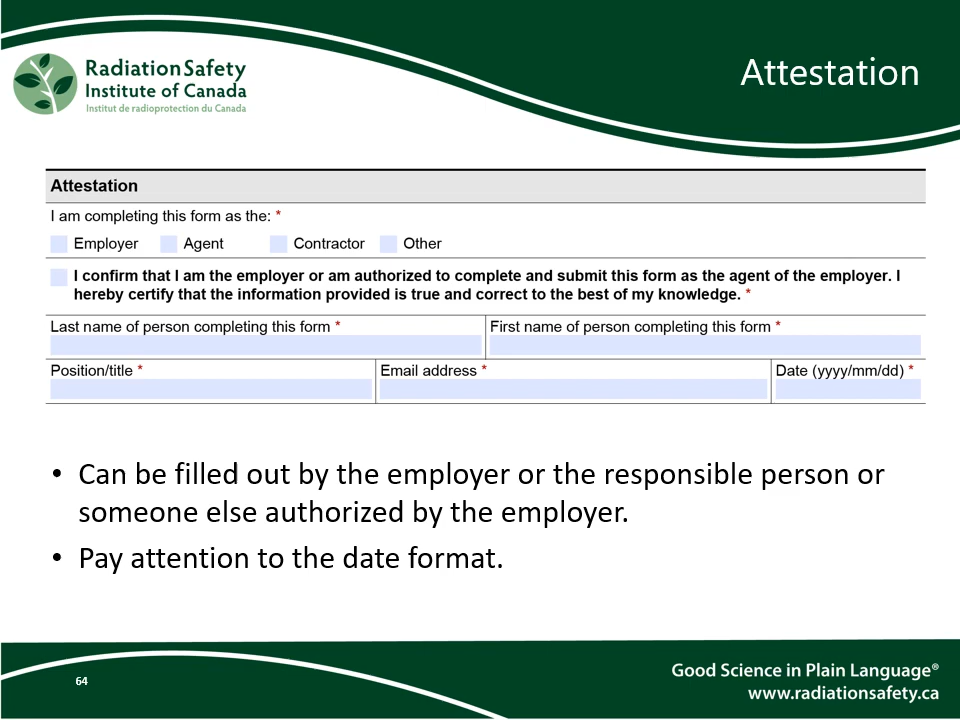 Attestation
Radiation Safety
Institute of Canada
Institut de radioprotection du Canada
Attestation
I am completing this form as the: *
Employer Agent Contractor Other
I confirm that I am the employer or am authorized to complete and submit this form as the agent of the employer. I
hereby certify that the information provided is true and correct to the best of my knowledge. *
Last name of person completing this form * First name of person completing this form *
Position/title * Email address * Date (yyyy/mm/dd) *
• Can be filled out by the employer or the responsible person or
someone else authorized by the employer.
• Pay attention to the date format.
64
Good Science in Plain Language®
www.radiationsafety.ca